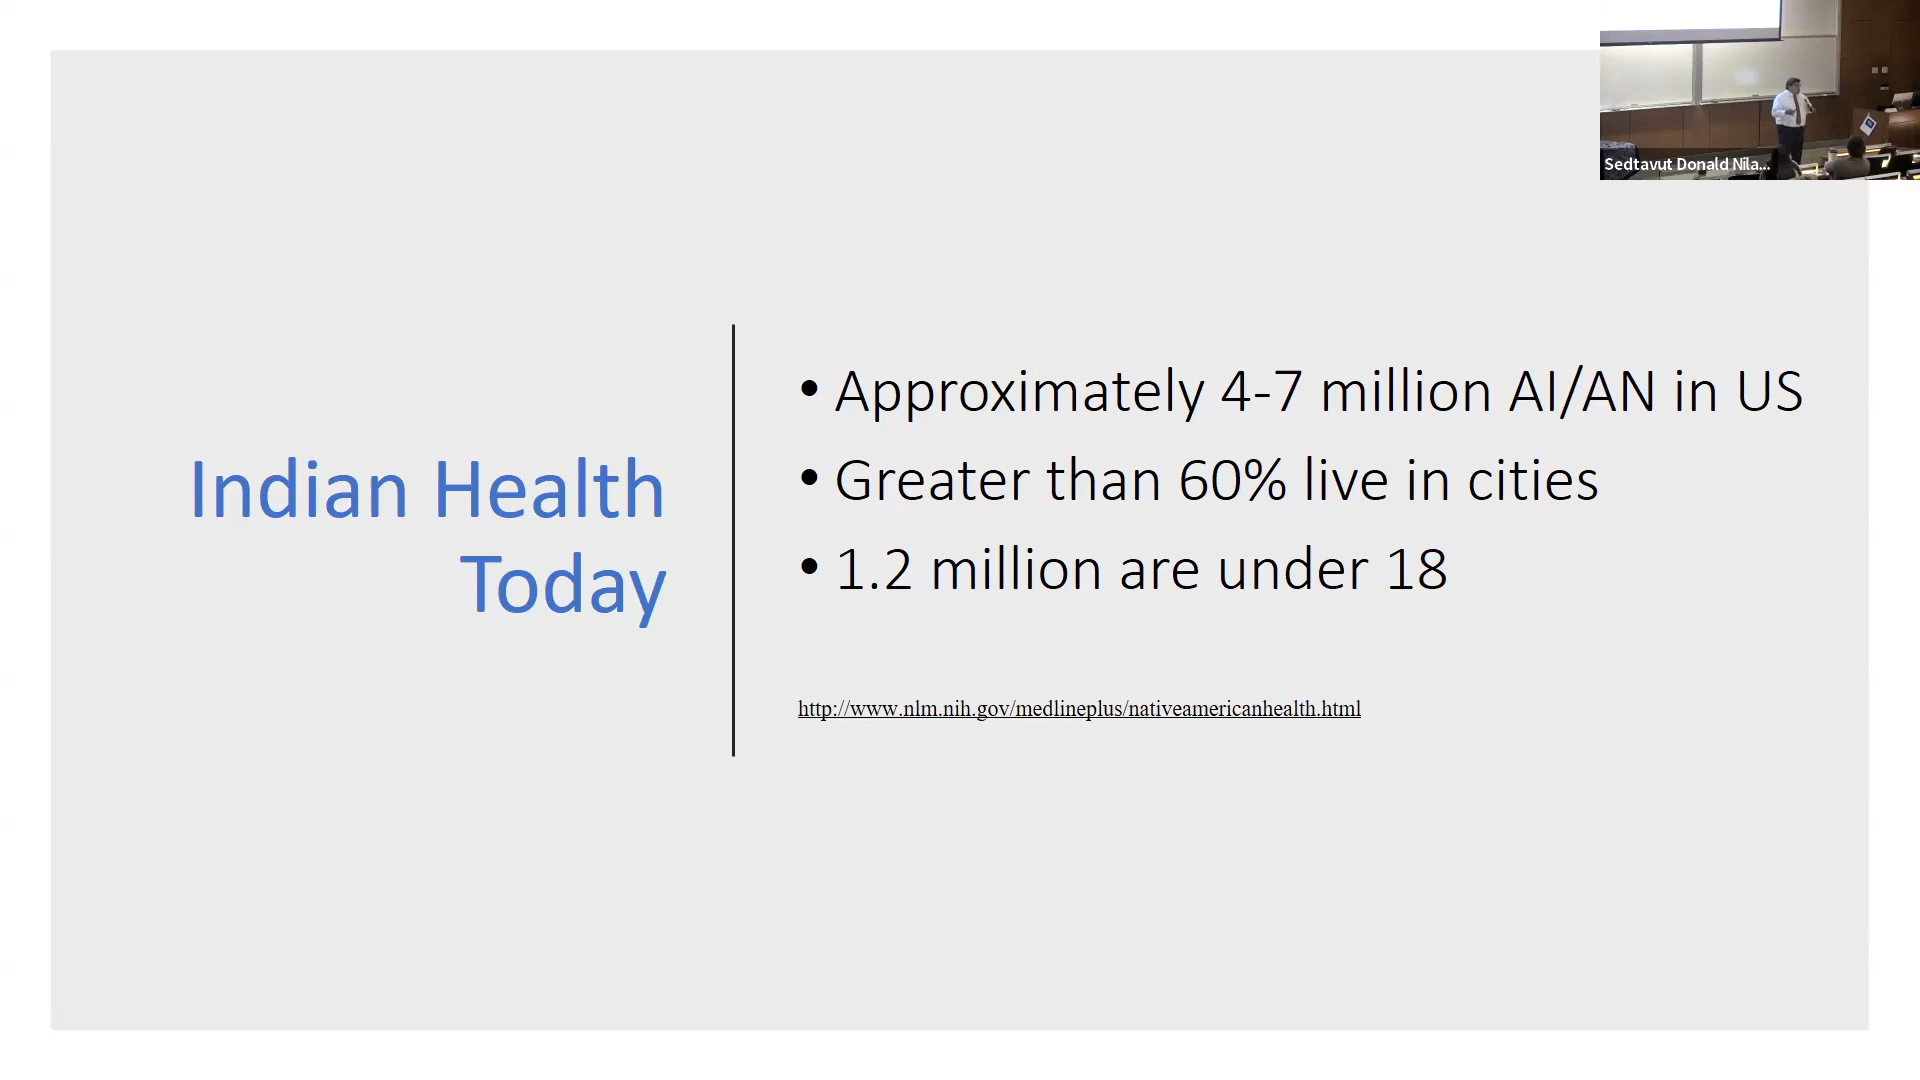 Sedtavut Donald Nila...
Indian Health
Today
• Approximately 4-7 million AI/AN in US
• Greater than 60% live in cities
• 1.2 million are under 18
http://www.nlm.nih.gov/medlineplus/nativeamericanhealth.html